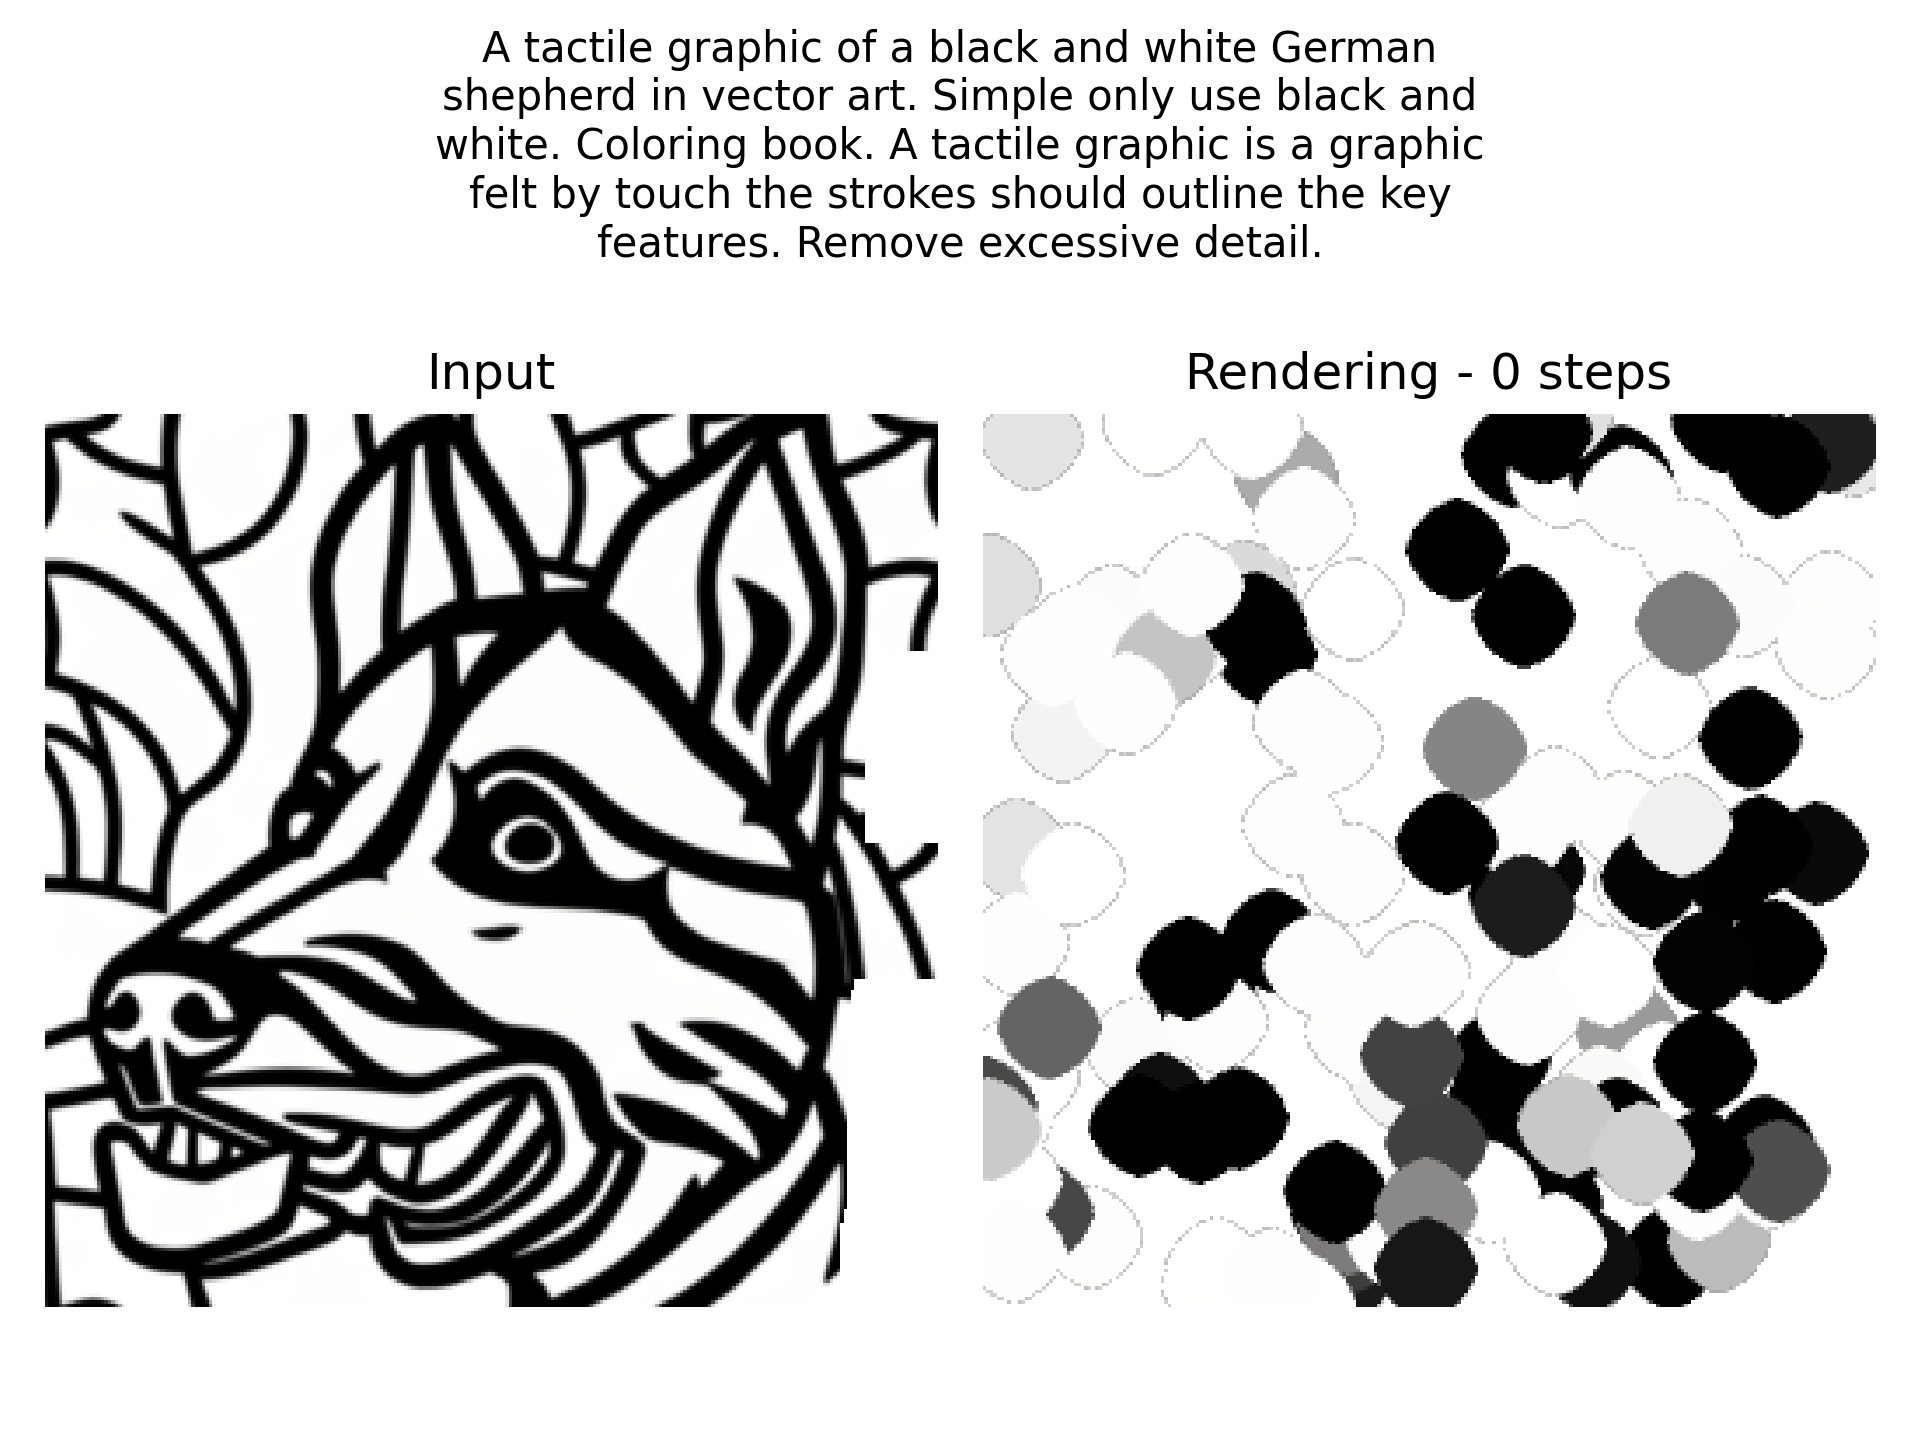 A tactile graphic of a black and white German
shepherd in vector art. Simple only use black and
white. Coloring book. A tactile graphic is a graphic
felt by touch the strokes should outline the key
features. Remove excessive detail.
Input
Rendering - 0 steps